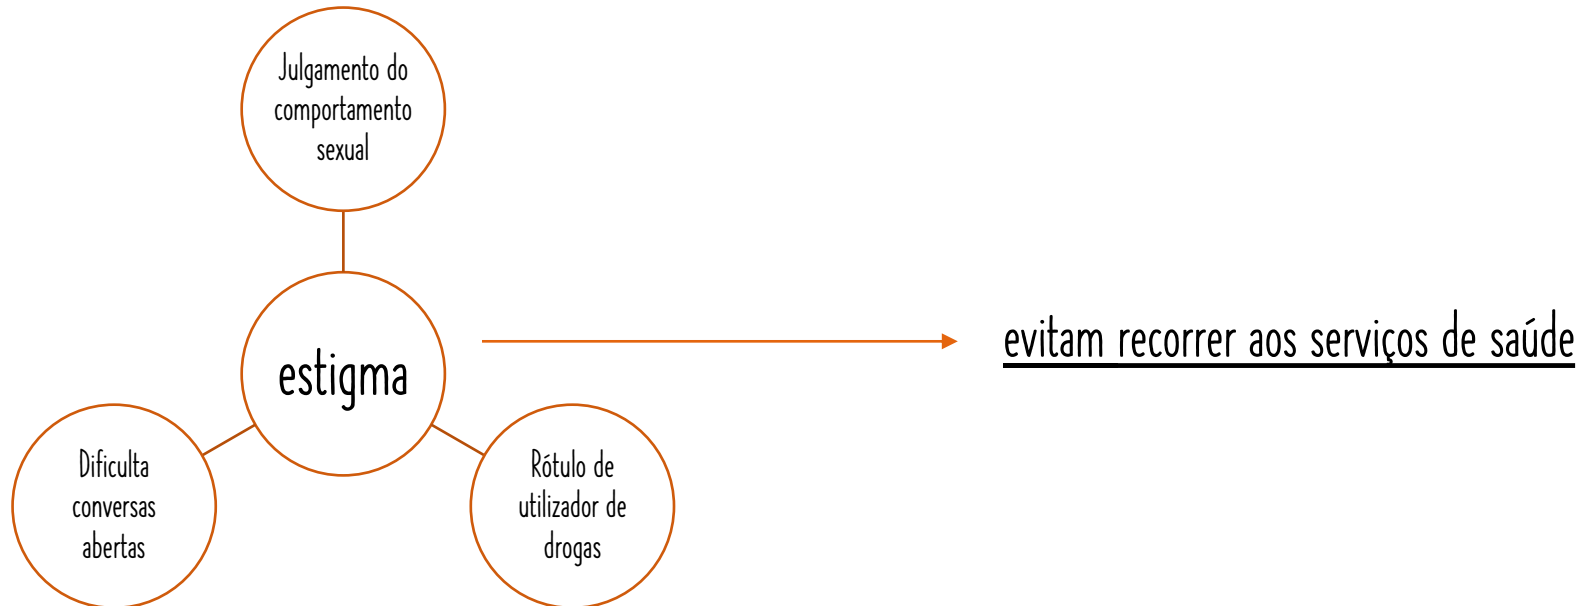 Julgamento do
comportamento
sexual
estigma
evitam recorrer aos serviços de saúde
Dificulta
conversas
abertas
Rótulo de
utilizador de
drogas